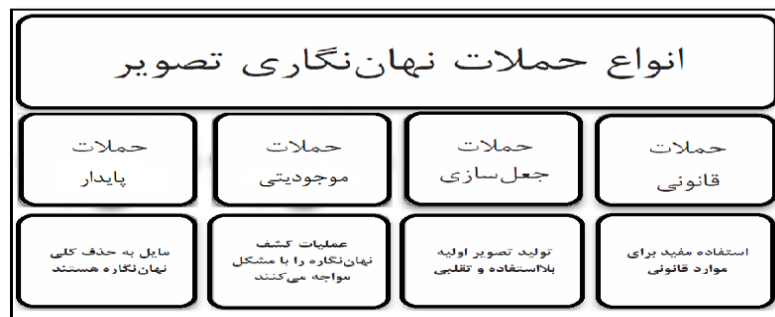 انواع حملات نهان‌نگاری تصویر
حملات
قانونی
حملات
جعل‌سازی
حملات
موجودیتی
حملات
پایدار
استفاده مفید برای
موارد قانونی
تولید تصویر اولیه
بلااستفاده و تقلبی
عملیات کشف
نهان‌نگاره را با مشکل
مواجه می‌کنند
مایل به حذف کلی
نهان‌نگاره هستند